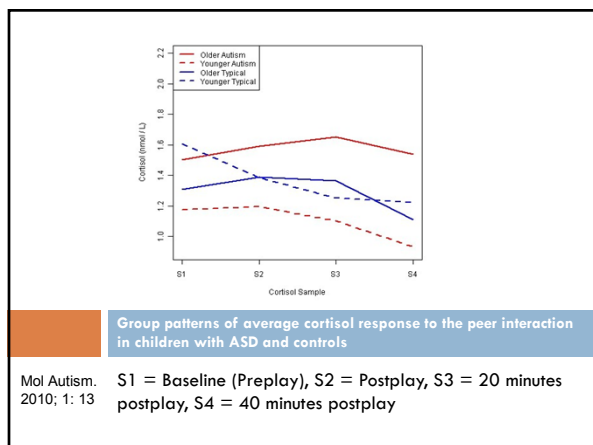 Older Autism
Younger Autism
Older Typical
Younger Typical
2.2
2.0
1.8
1.6
1.4
1.2
1.0
Cortisol (nmol / L)
S1 S2 S3 S4
Cortisol Sample
Group patterns of average cortisol response to the peer interaction
in children with ASD and controls
Mol Autism.
2010; 1: 13
S1 = Baseline (Preplay), S2 = Postplay, S3 = 20 minutes
postplay, S4 = 40 minutes postplay